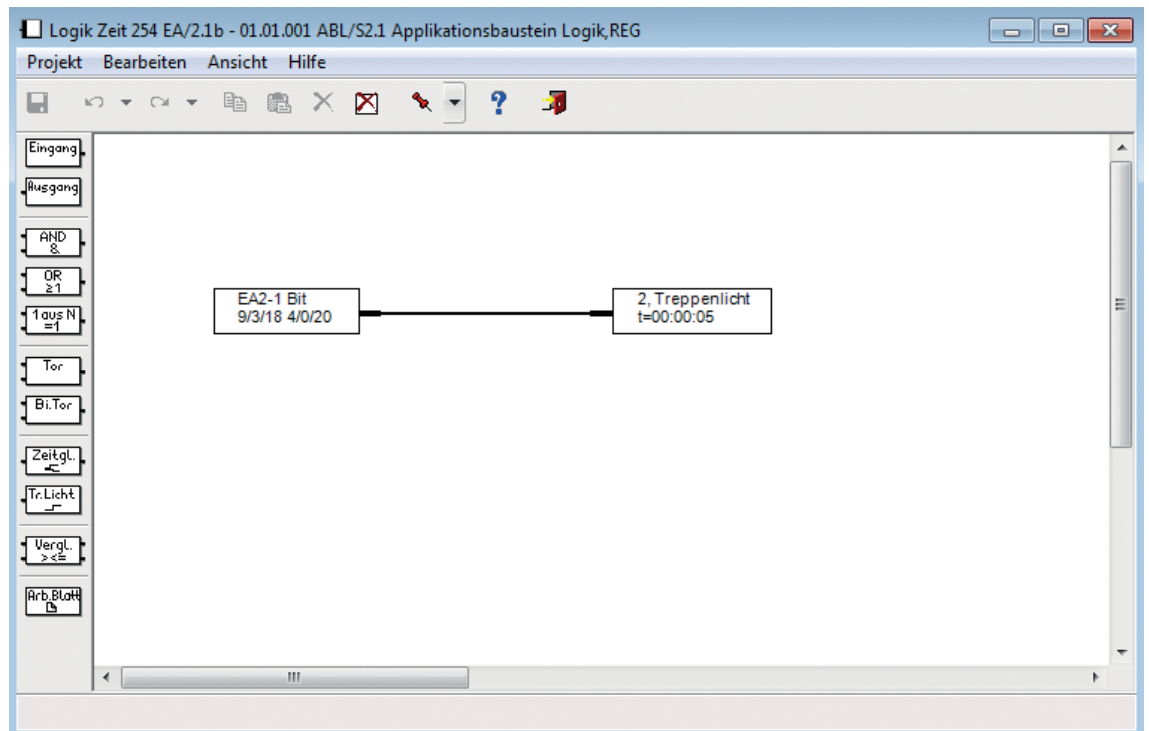 Logik Zeit 254 EA/2.1b - 01.01.001 ABL/S2.1 Applikationsbaustein Logik,REG
Projekt Bearbeiten Ansicht Hilfe
Eingang
Ausgang
AND
&
OR
≥1
1 aus N
=1
Tor
Bi.Tor
Zeitgl.
Tr.Licht
Vergl.
><=
Arb.Blatt
EA2-1 Bit
9/3/18 4/0/20
2, Treppenlicht
t=00:00:05